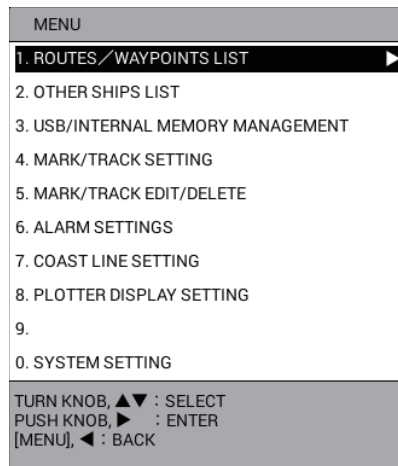 MENU
1. ROUTES／WAYPOINTS LIST ▶
2. OTHER SHIPS LIST
3. USB/INTERNAL MEMORY MANAGEMENT
4. MARK/TRACK SETTING
5. MARK/TRACK EDIT/DELETE
6. ALARM SETTINGS
7. COAST LINE SETTING
8. PLOTTER DISPLAY SETTING
9.
0. SYSTEM SETTING
TURN KNOB, ▲▼ : SELECT
PUSH KNOB, ▶ : ENTER
[MENU], ◀ : BACK